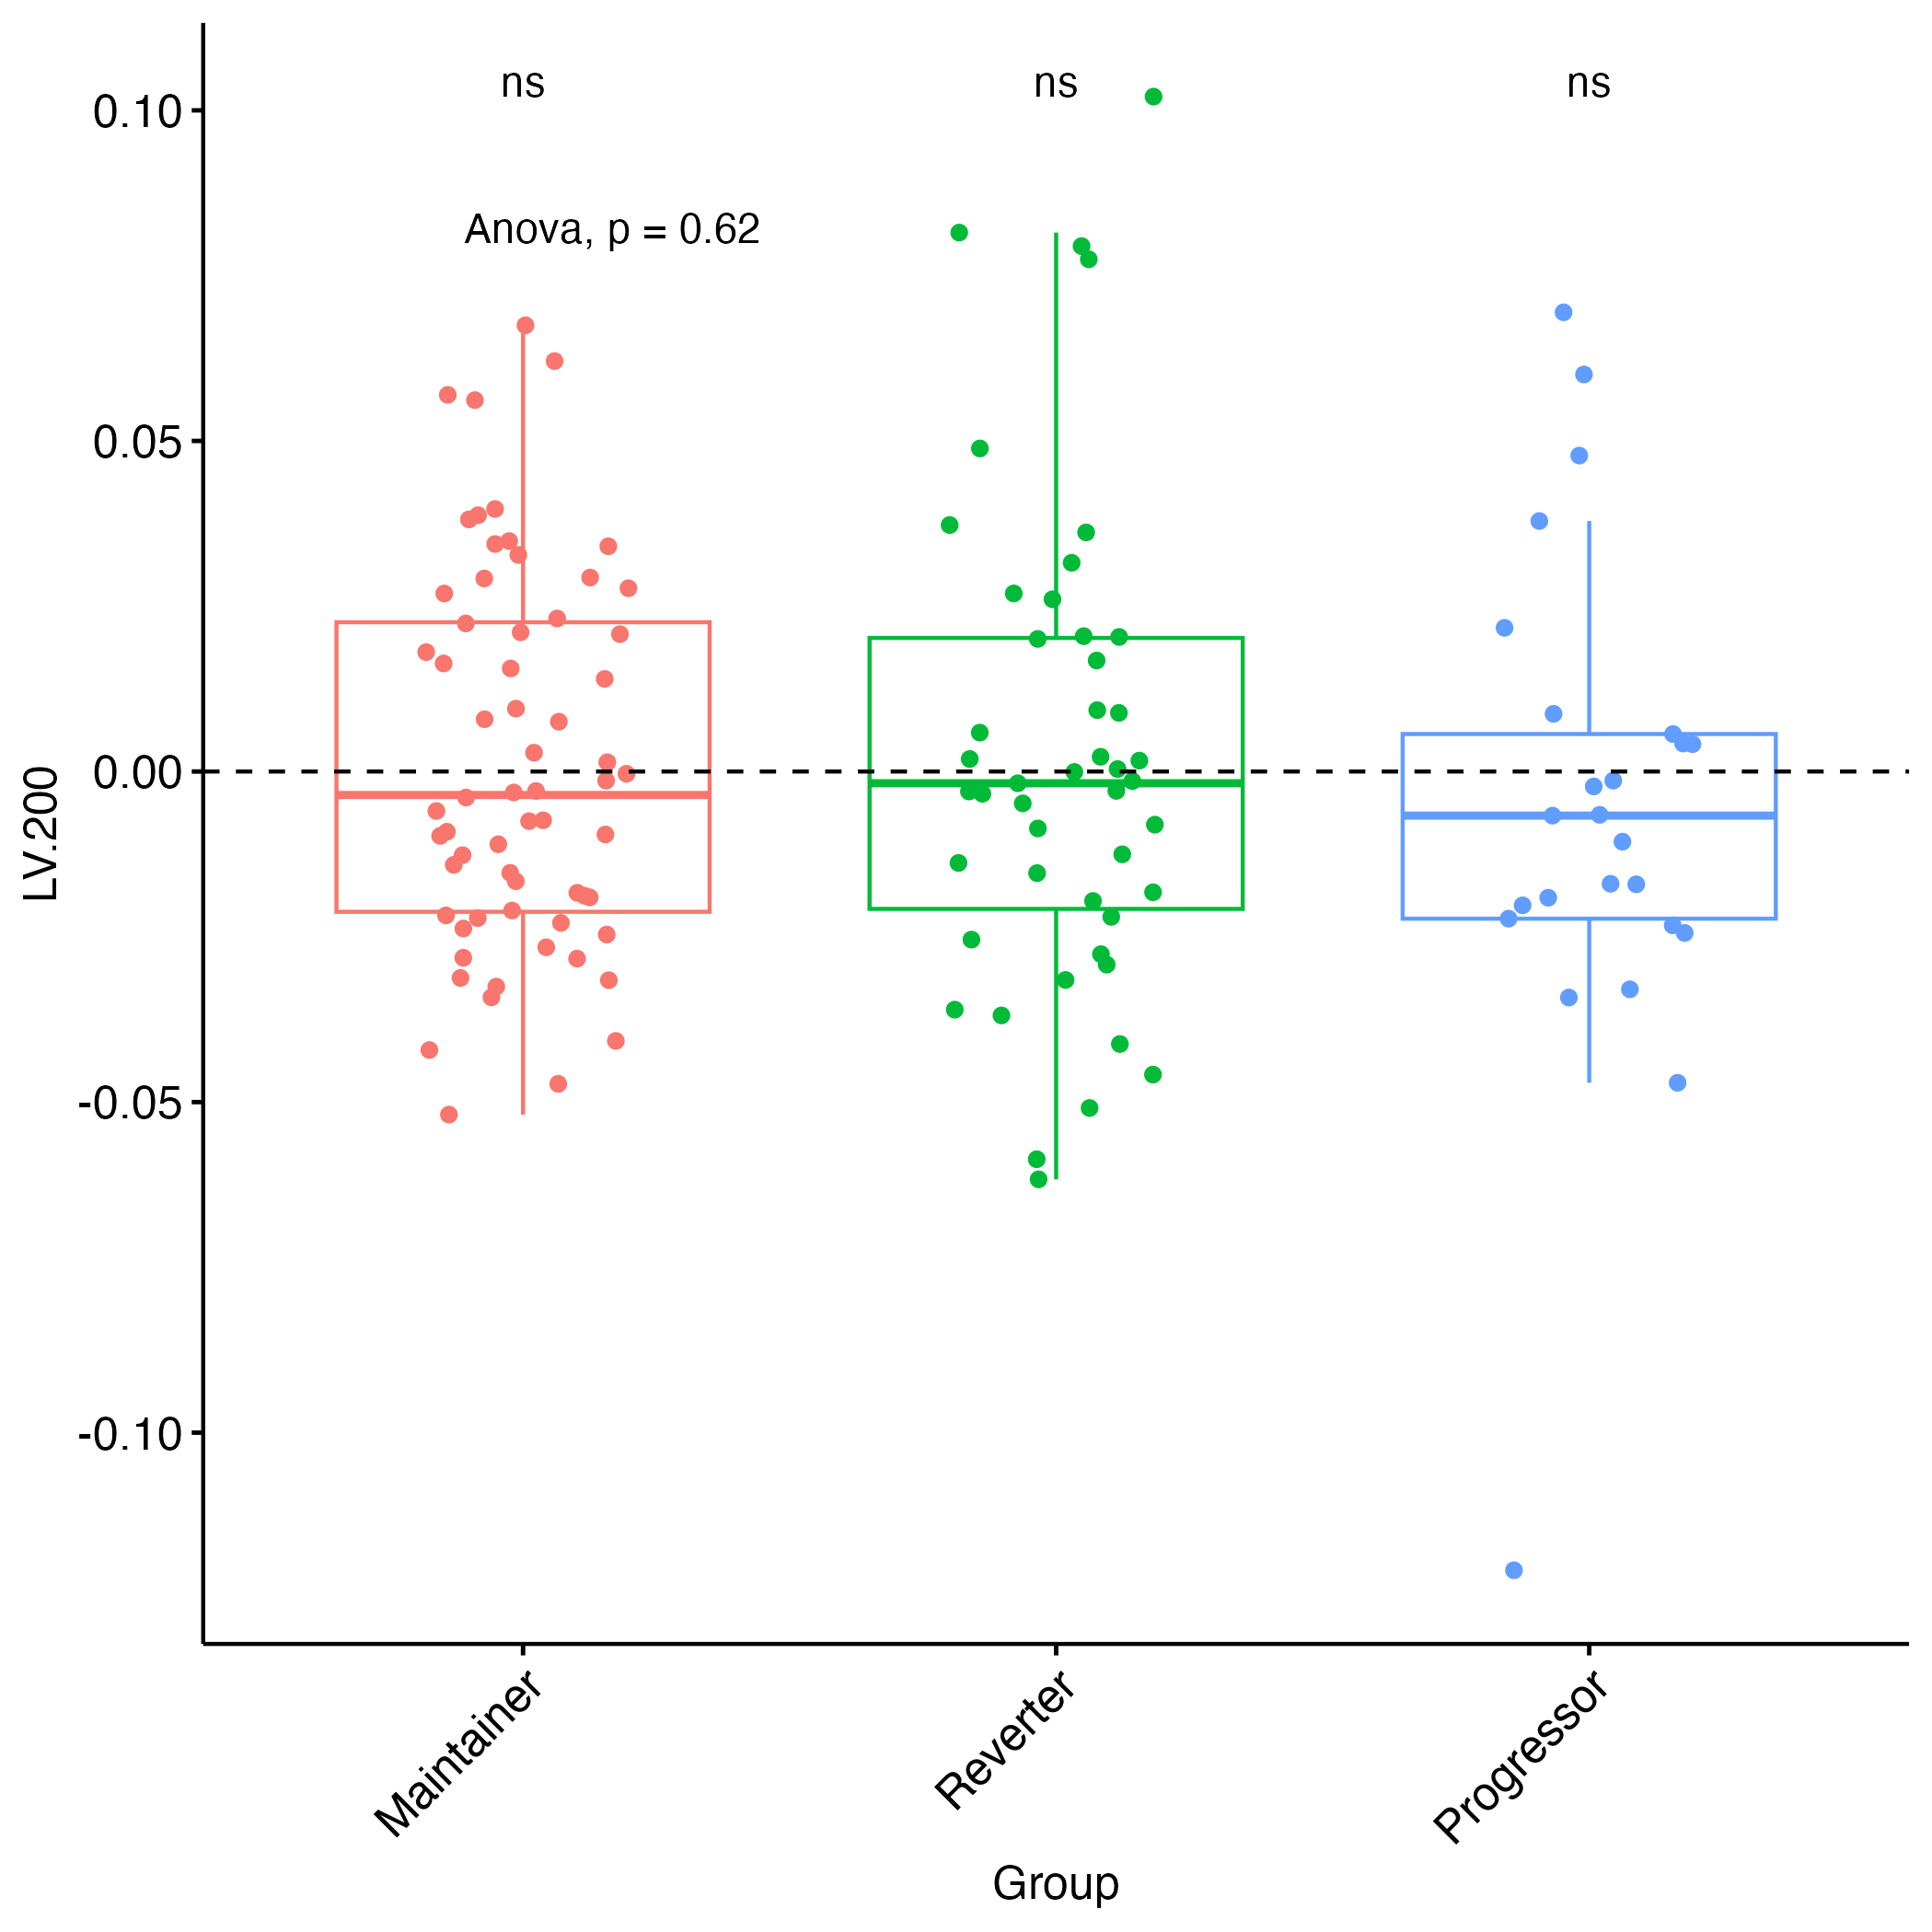 ns ns ns
Anova, p = 0.62
0.10
0.05
0.00
-0.05
-0.10
LV.200
Maintainer
Reverter
Progressor
Group